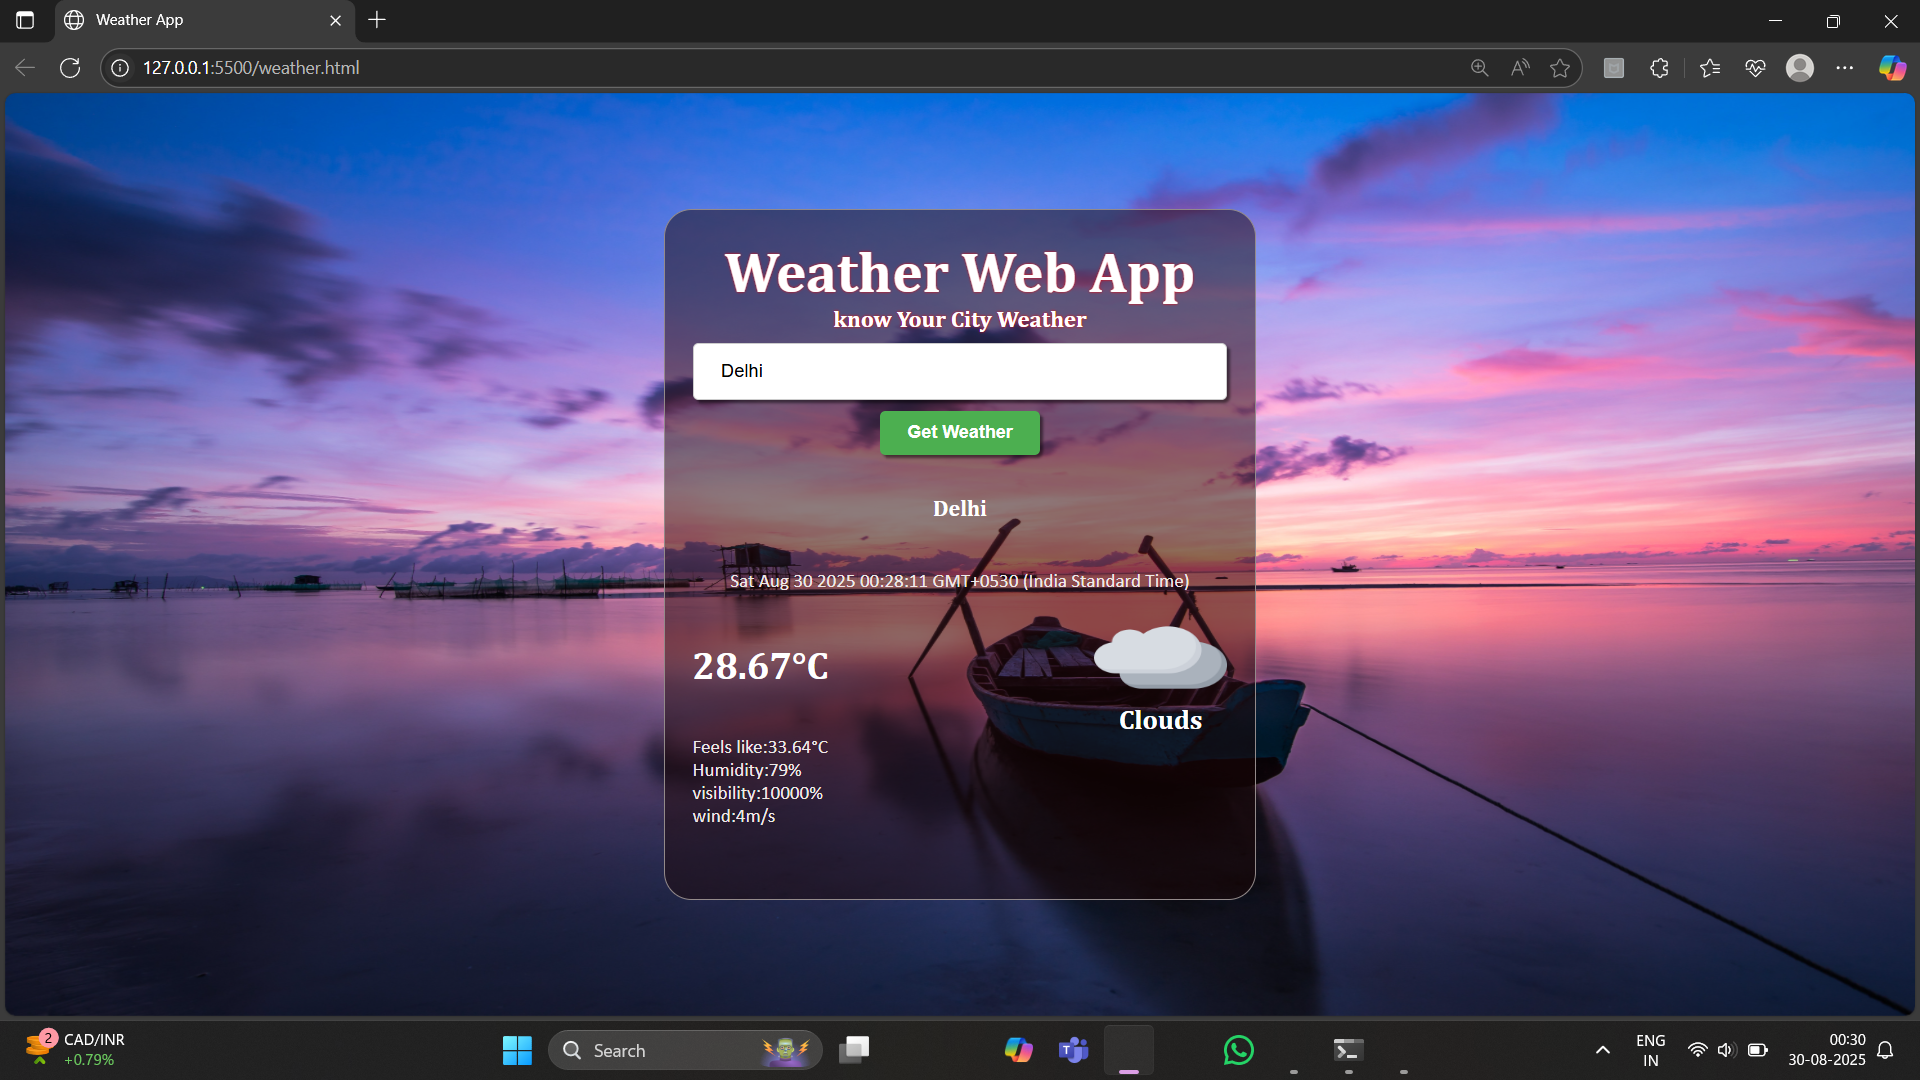 Weather App
127.0.0.1:5500/weather.html
Weather Web App
know Your City Weather
Delhi
Get Weather
Delhi
Sat Aug 30 2025 00:28:11 GMT+0530 (India Standard Time)
28.67°C
Clouds
Feels like:33.64°C
Humidity:79%
visibility:10000%
wind:4m/s
2
CAD/INR
+0.79%
Search
ENG
IN
00:30
30-08-2025